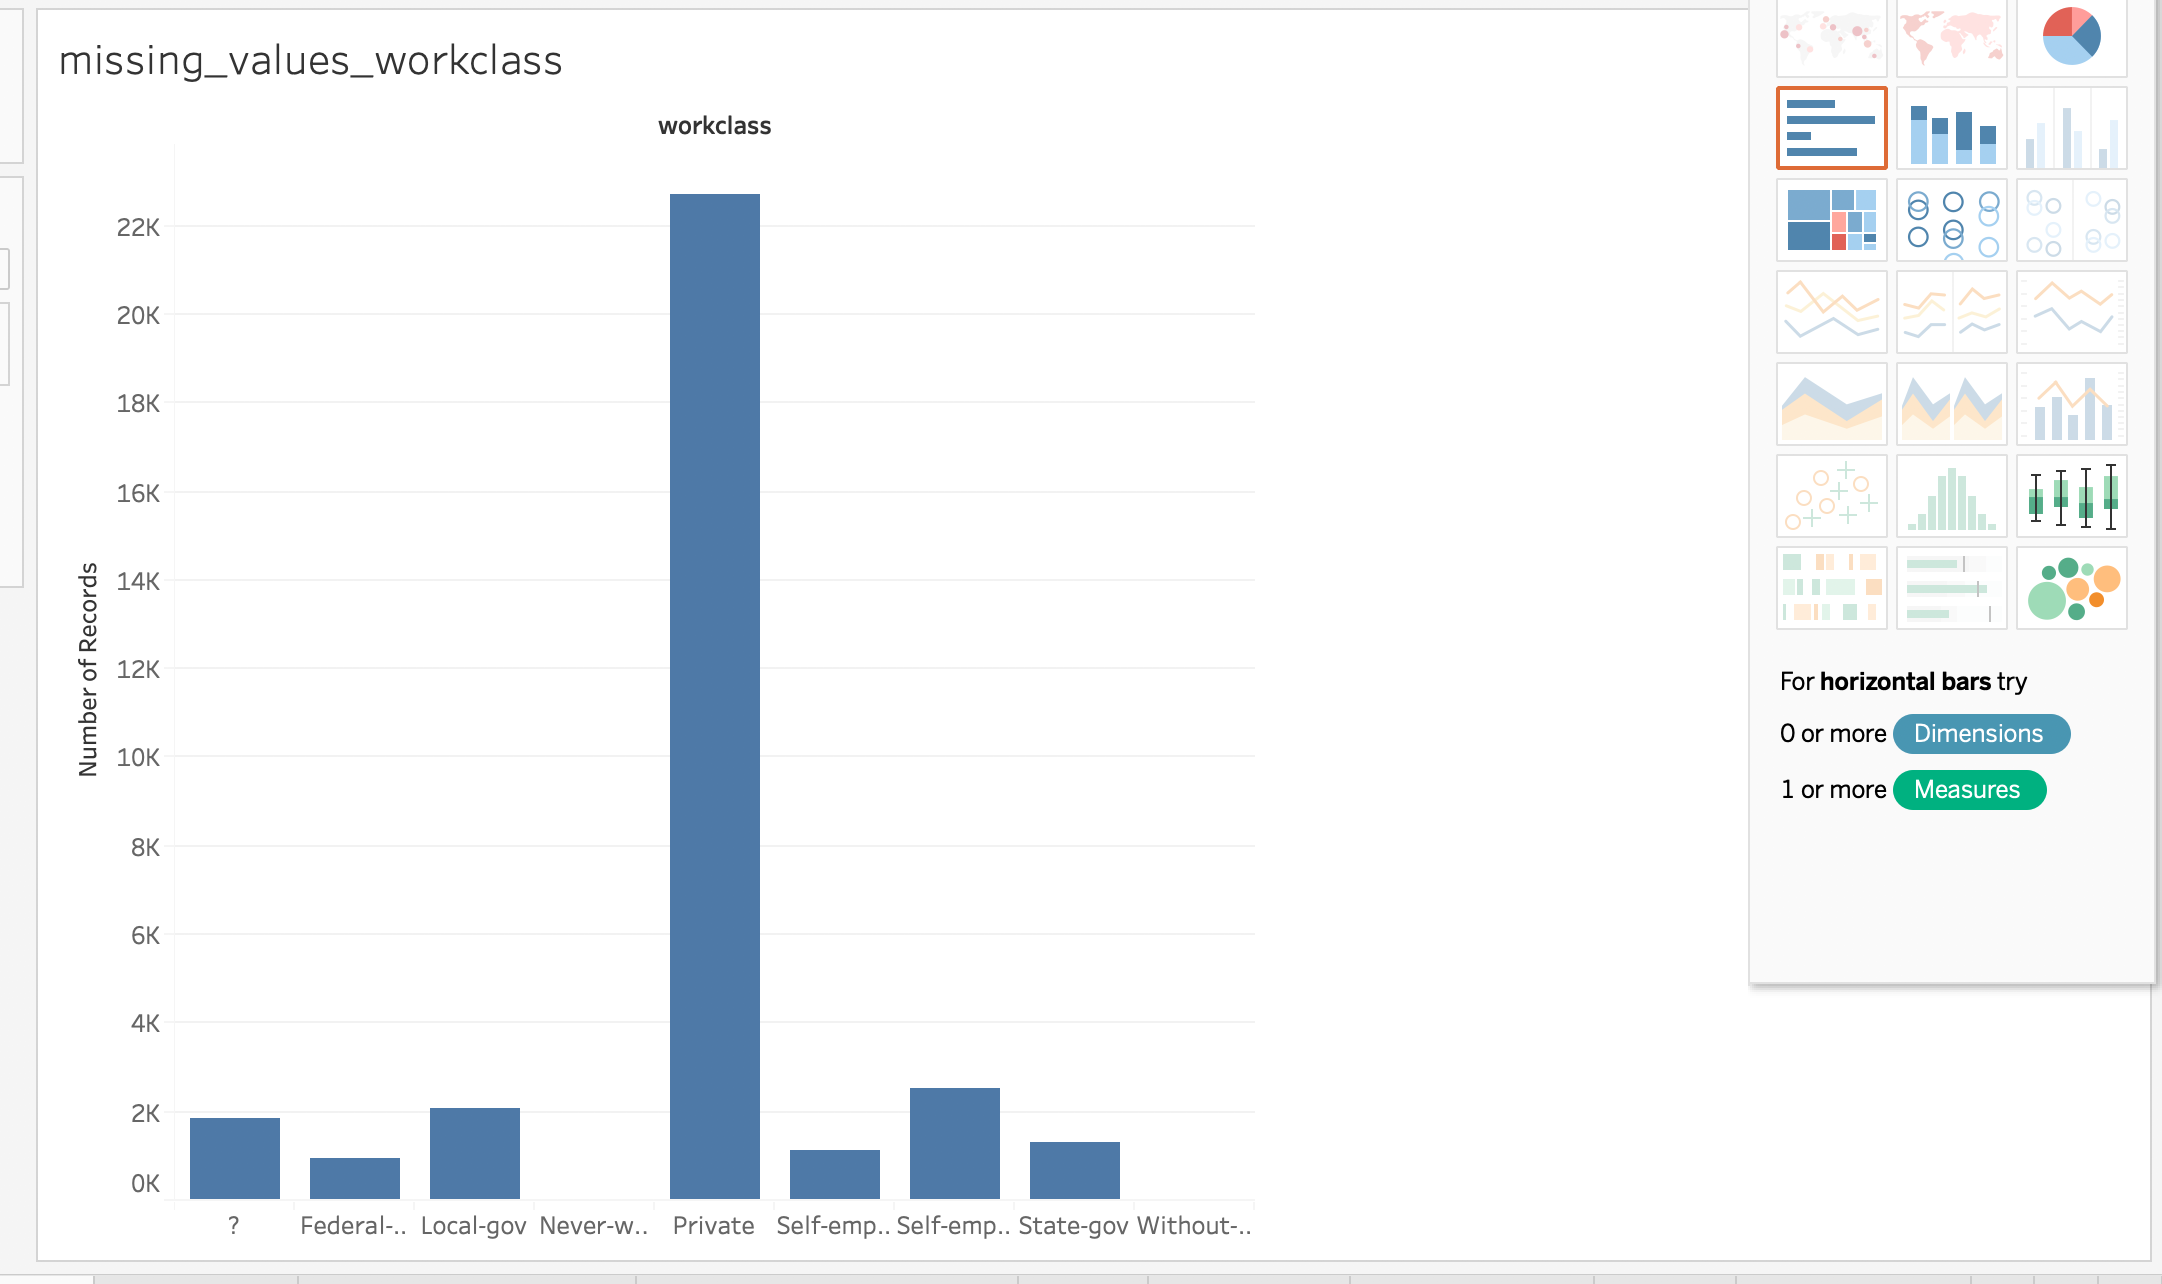 missing_values_workclass
workclass
22K
20K
18K
16K
14K
12K
10K
8K
6K
4K
2K
0K
Number of Records
? Federal-.. Local-gov Never-w.. Private Self-emp.. Self-emp.. State-gov Without-..
For horizontal bars try
0 or more Dimensions
1 or more Measures